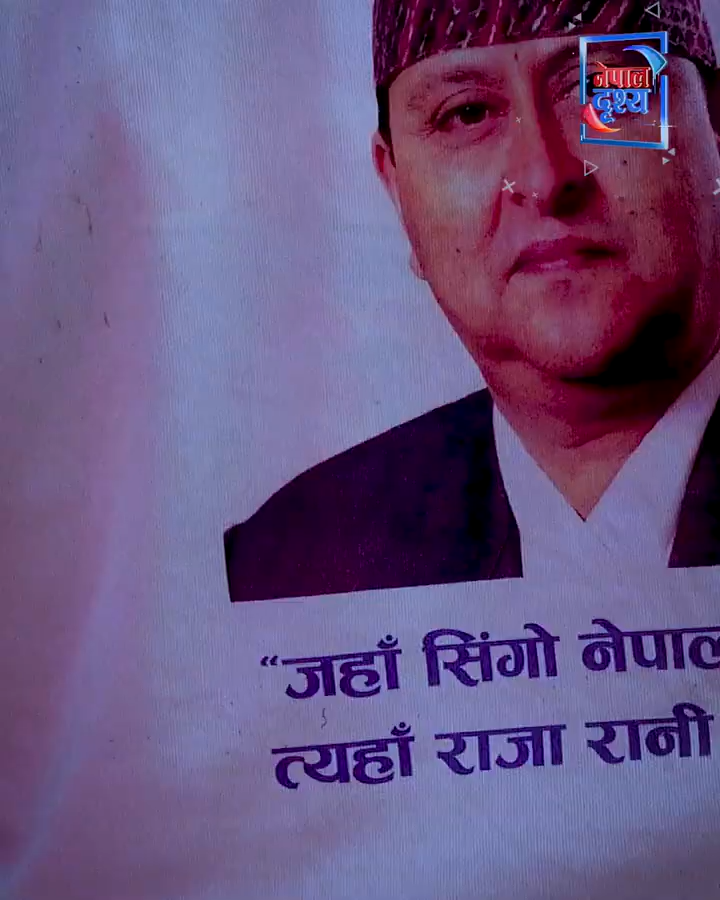 नेपाल
दृश्य
“जहाँ सिंगो नेपाल
त्यहाँ राजा रानी